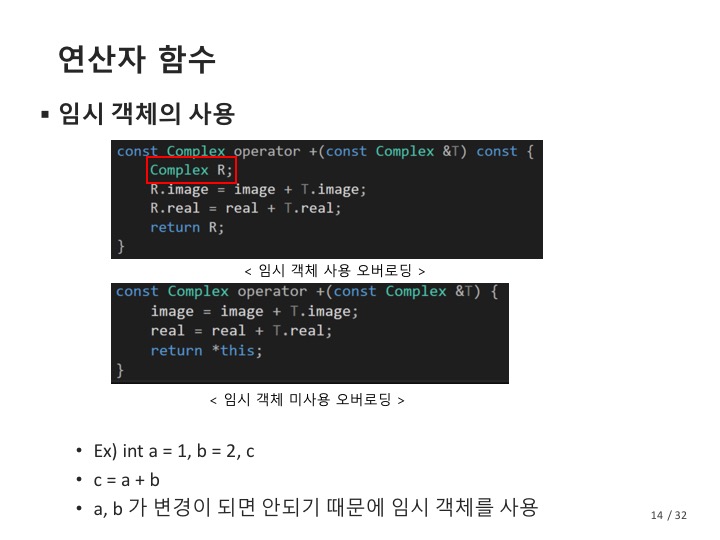 연산자 함수
▪ 임시 객체의 사용
const Complex operator +(const Complex &T) const {
Complex R;
R.image = image + T.image;
R.real = real + T.real;
return R;
}
< 임시 객체 사용 오버로딩 >
const Complex operator +(const Complex &T) {
image = image + T.image;
real = real + T.real;
return *this;
}
< 임시 객체 미사용 오버로딩 >
• Ex) int a = 1, b = 2, c
• c = a + b
• a, b 가 변경이 되면 안되기 때문에 임시 객체를 사용
14 / 32